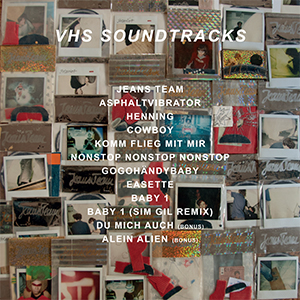 VHS SOUNDTRACKS
JEANS TEAM
ASPHALTVIBRATOR
HENNING
COWBOY
KOMM FLIEG MIT MIR
NONSTOP NONSTOP NONSTOP
GOGOHANDYBABY
EASETTE
BABY 1
BABY 1 (SIM GIL REMIX)
DU MICH AUCH (BONUS)
ALEIN ALIEN (BONUS)